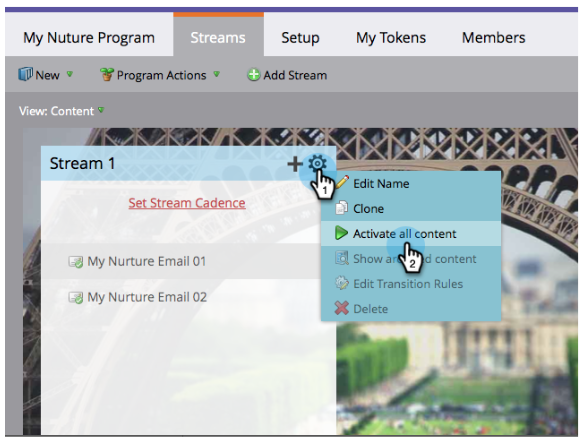 My Nuture Program Streams Setup My Tokens Members
New Program Actions Add Stream
View: Content
Stream 1
1
Edit Name
Set Stream Cadence
Clone
Activate all content
2
My Nurture Email 01
Show content
Edit Transition Rules
My Nurture Email 02
Delete